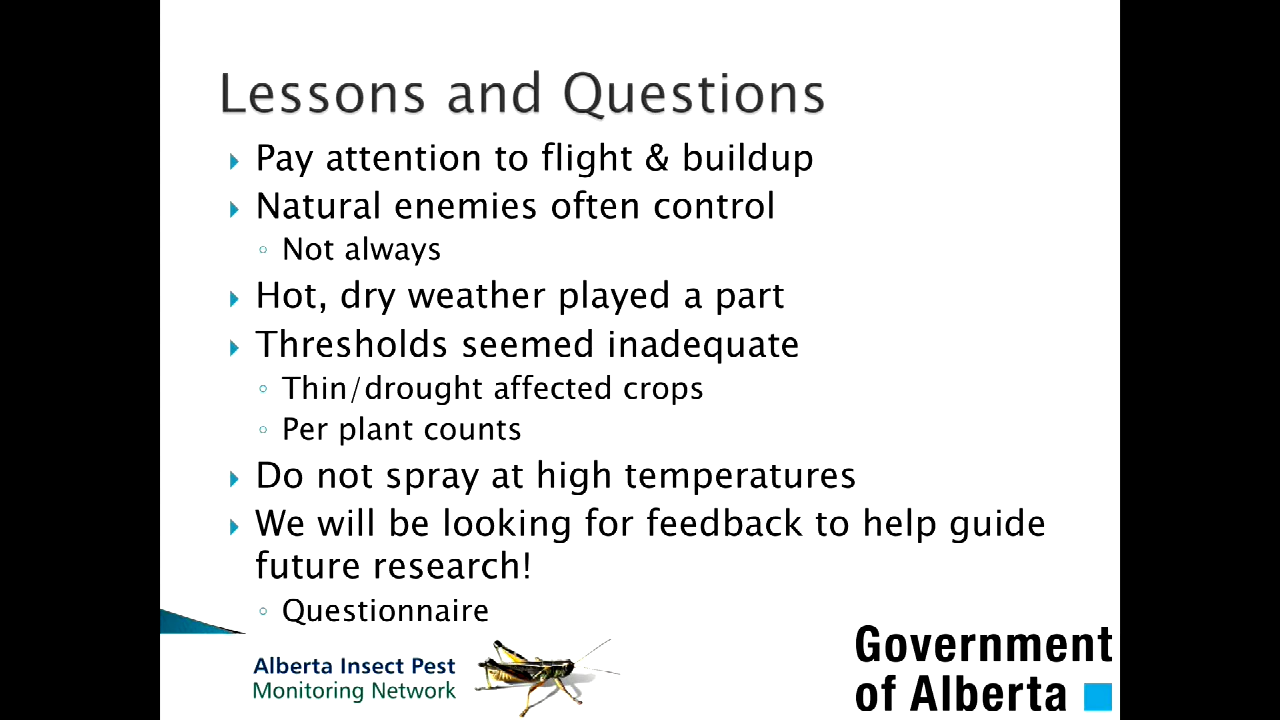 Lessons and Questions
Pay attention to flight & buildup
Natural enemies often control
Not always
Hot, dry weather played a part
Thresholds seemed inadequate
Thin/drought affected crops
Per plant counts
Do not spray at high temperatures
We will be looking for feedback to help guide
future research!
Questionnaire
Alberta Insect Pest
Monitoring Network
Government
of Alberta